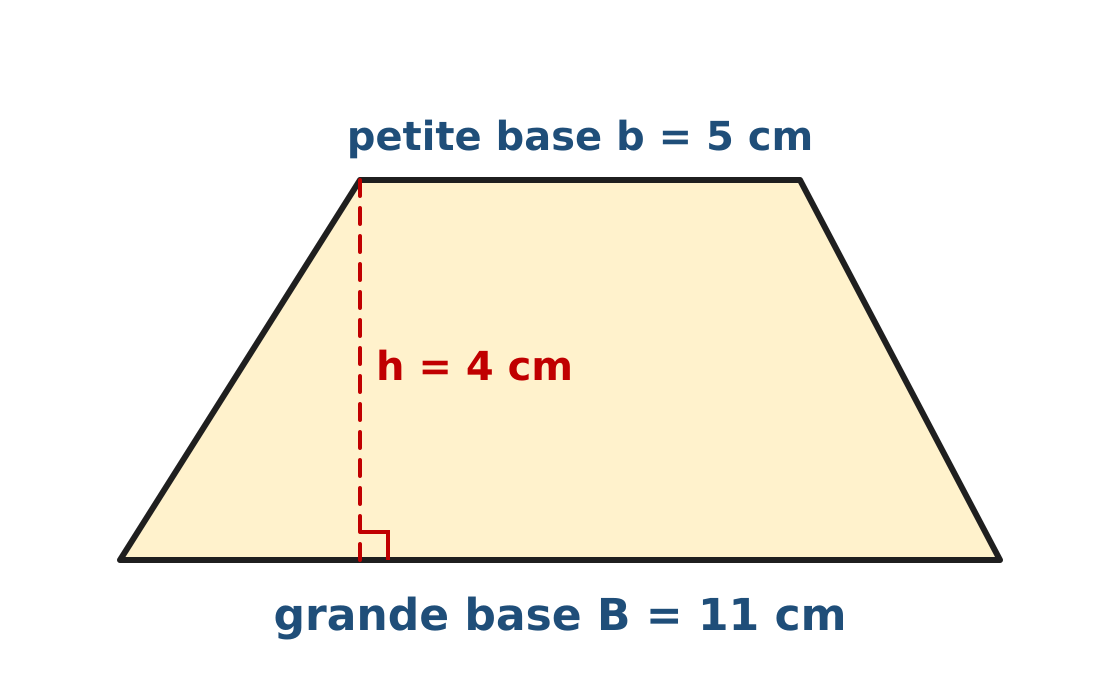 petite base b = 5 cm
h = 4 cm
grande base B = 11 cm